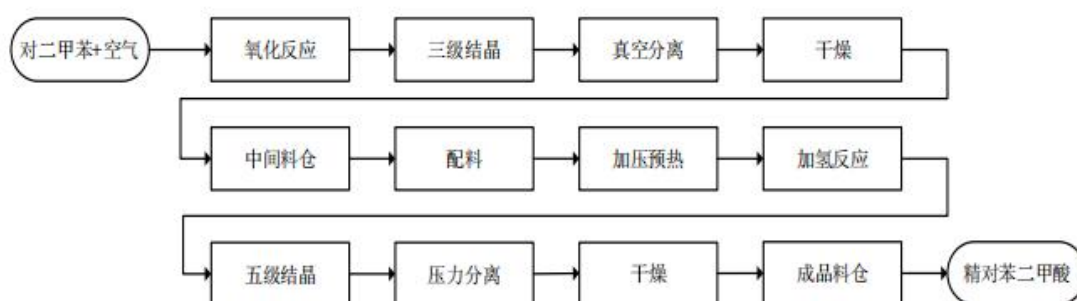 对二甲苯+空气
氧化反应
三级结晶
真空分离
干燥
中间料仓
配料
加压预热
加氢反应
五级结晶
压力分离
干燥
成品料仓
精对苯二甲酸